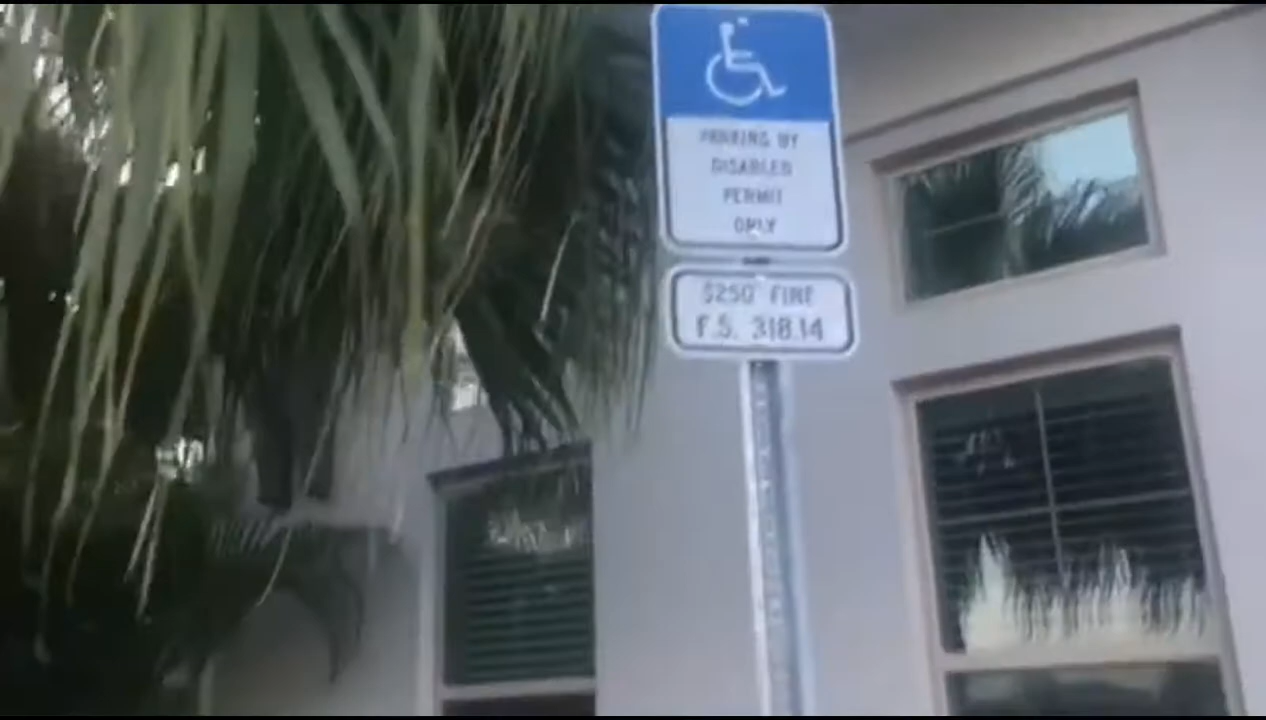 PARKING BY
DISABLED
PERMIT
ONLY
$250 FINE
F.S. 318.14